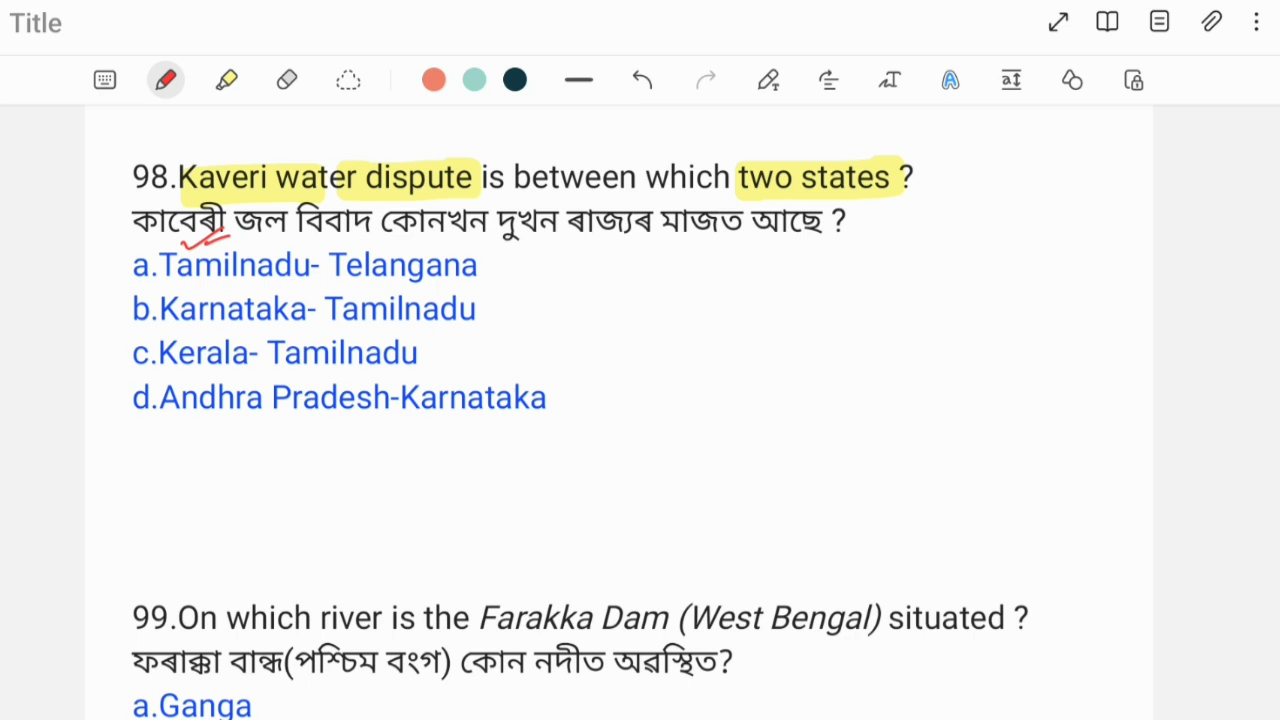 Title
98.Kaveri water dispute is between which two states ?
কাবেৰী জল বিবাদ কোনখন দুখন ৰাজ্যৰ মাজত আছে ?
a.Tamilnadu- Telangana
b.Karnataka- Tamilnadu
c.Kerala- Tamilnadu
d.Andhra Pradesh-Karnataka
99.On which river is the Farakka Dam (West Bengal) situated ?
ফৰাক্কা বান্ধ(পশ্চিম বংগ) কোন নদীত অৱস্থিত?
a.Ganga